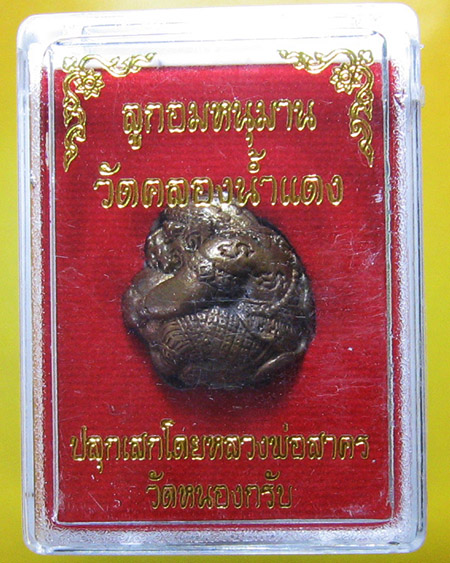 ลูกอมหนุมาน
วัดคลองน้ำแดง
ปลุกเสกโดยหลวงพ่อสาคร
วัดหนองกรับ